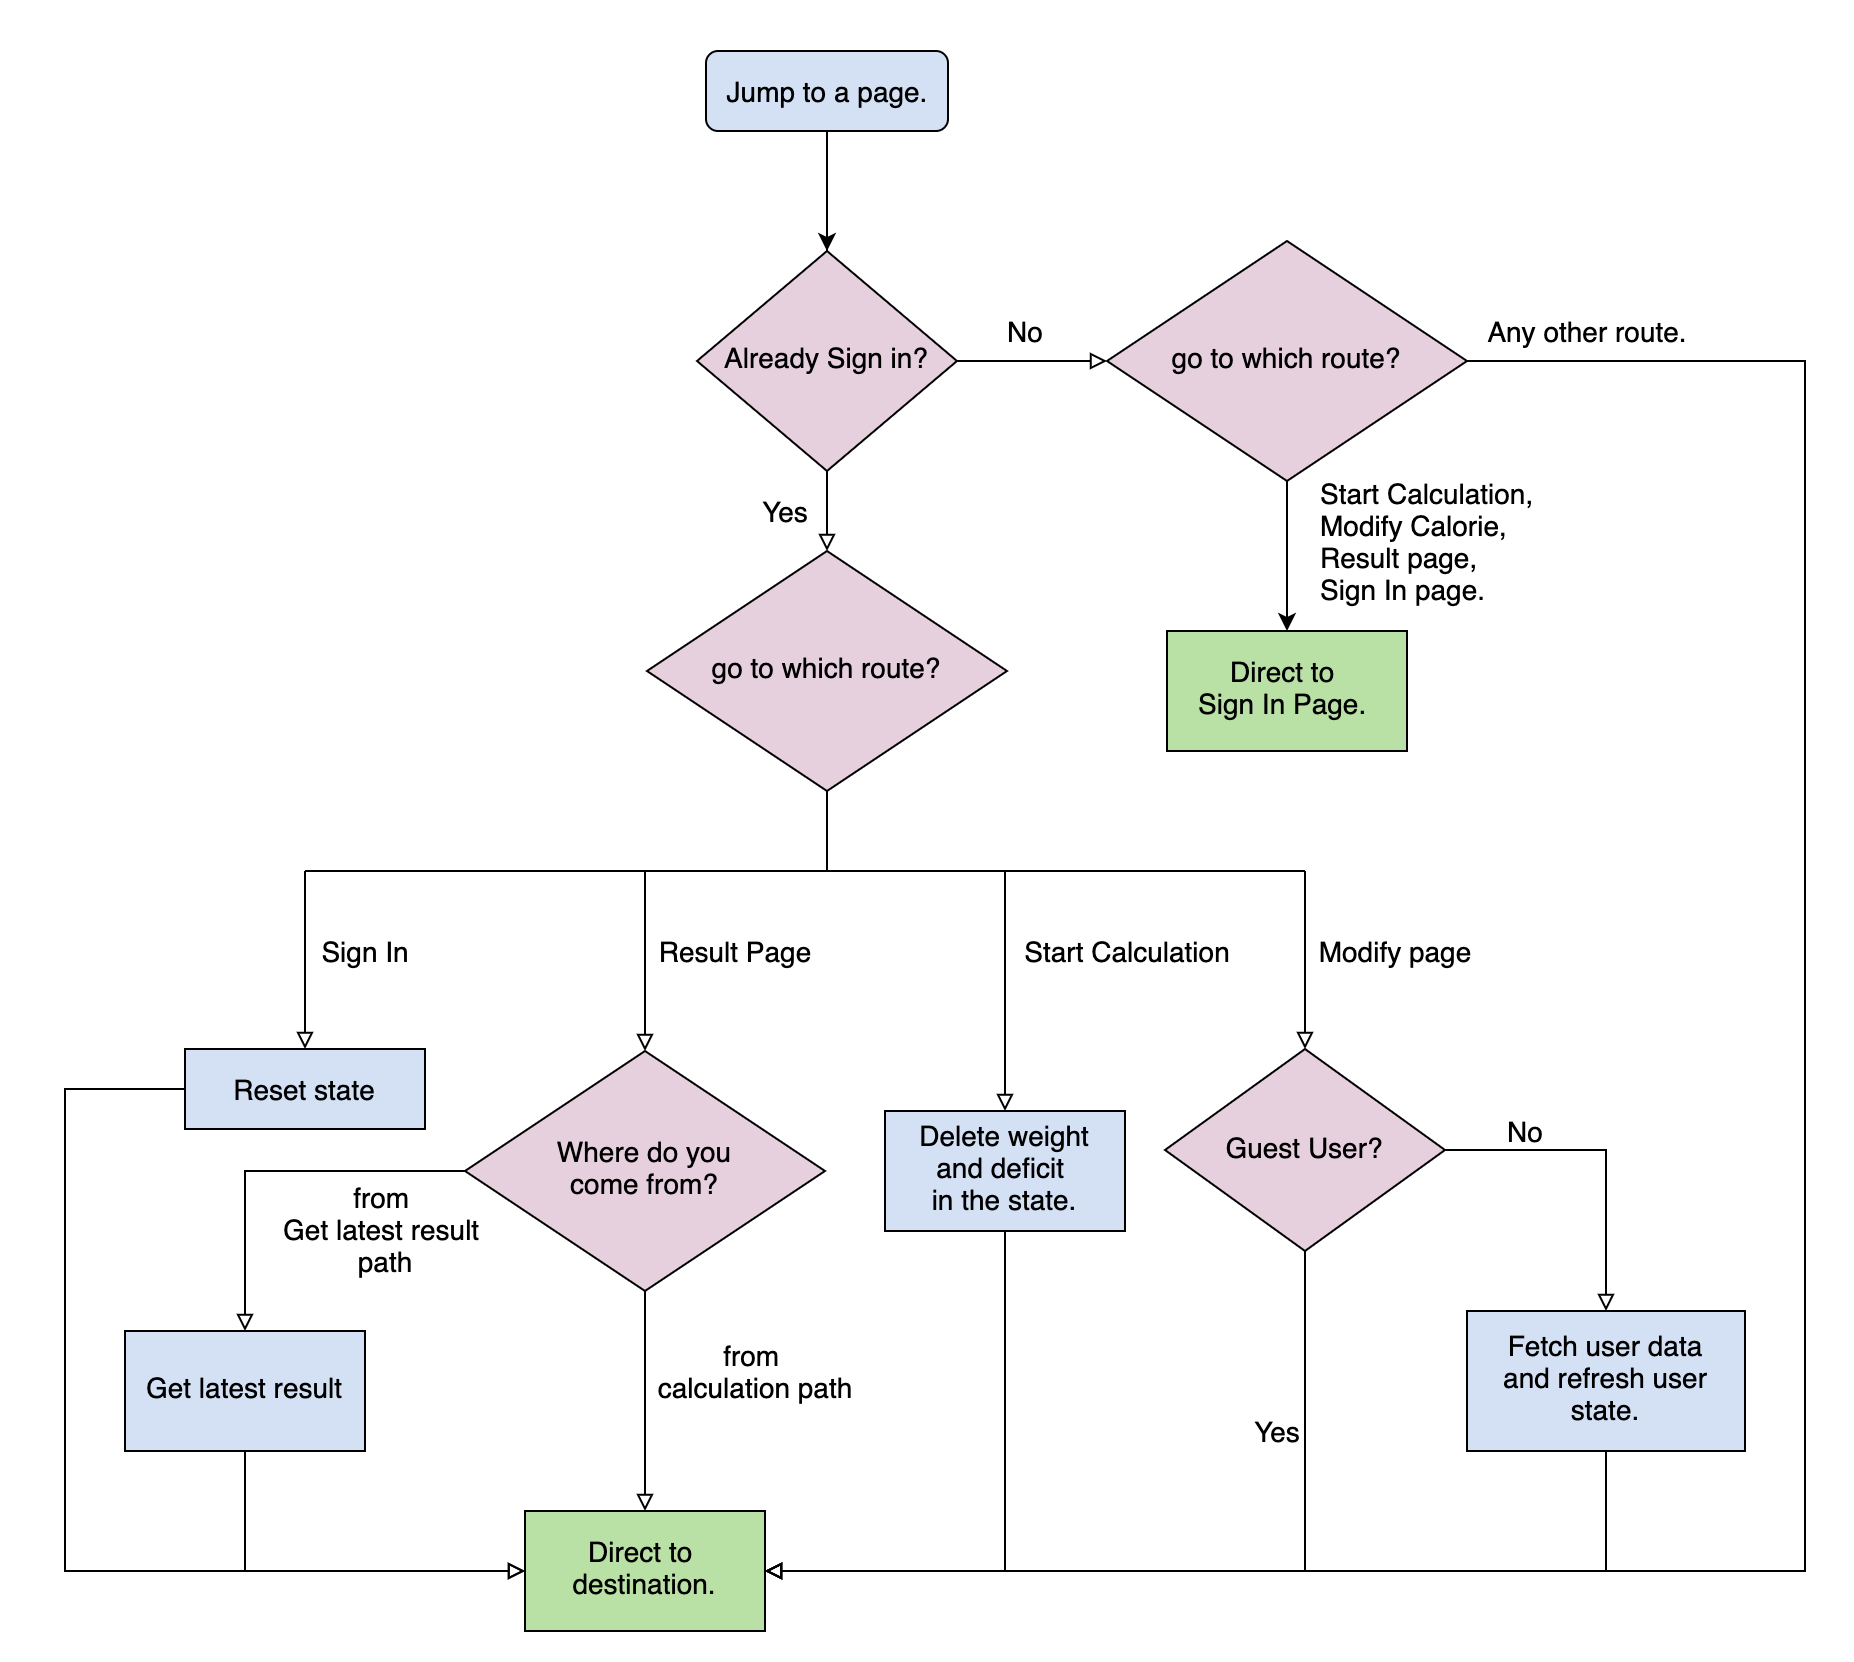 Jump to a page.
Already Sign in?
No
go to which route?
Any other route.
Yes
Start Calculation,
Modify Calorie,
Result page,
Sign In page.
go to which route?
Direct to
Sign In Page.
Sign In
Result Page
Start Calculation
Modify page
Reset state
Where do you
come from?
Delete weight
and deficit
in the state.
Guest User?
No
from
Get latest result
path
Get latest result
from
calculation path
Yes
Fetch user data
and refresh user
state.
Direct to
destination.